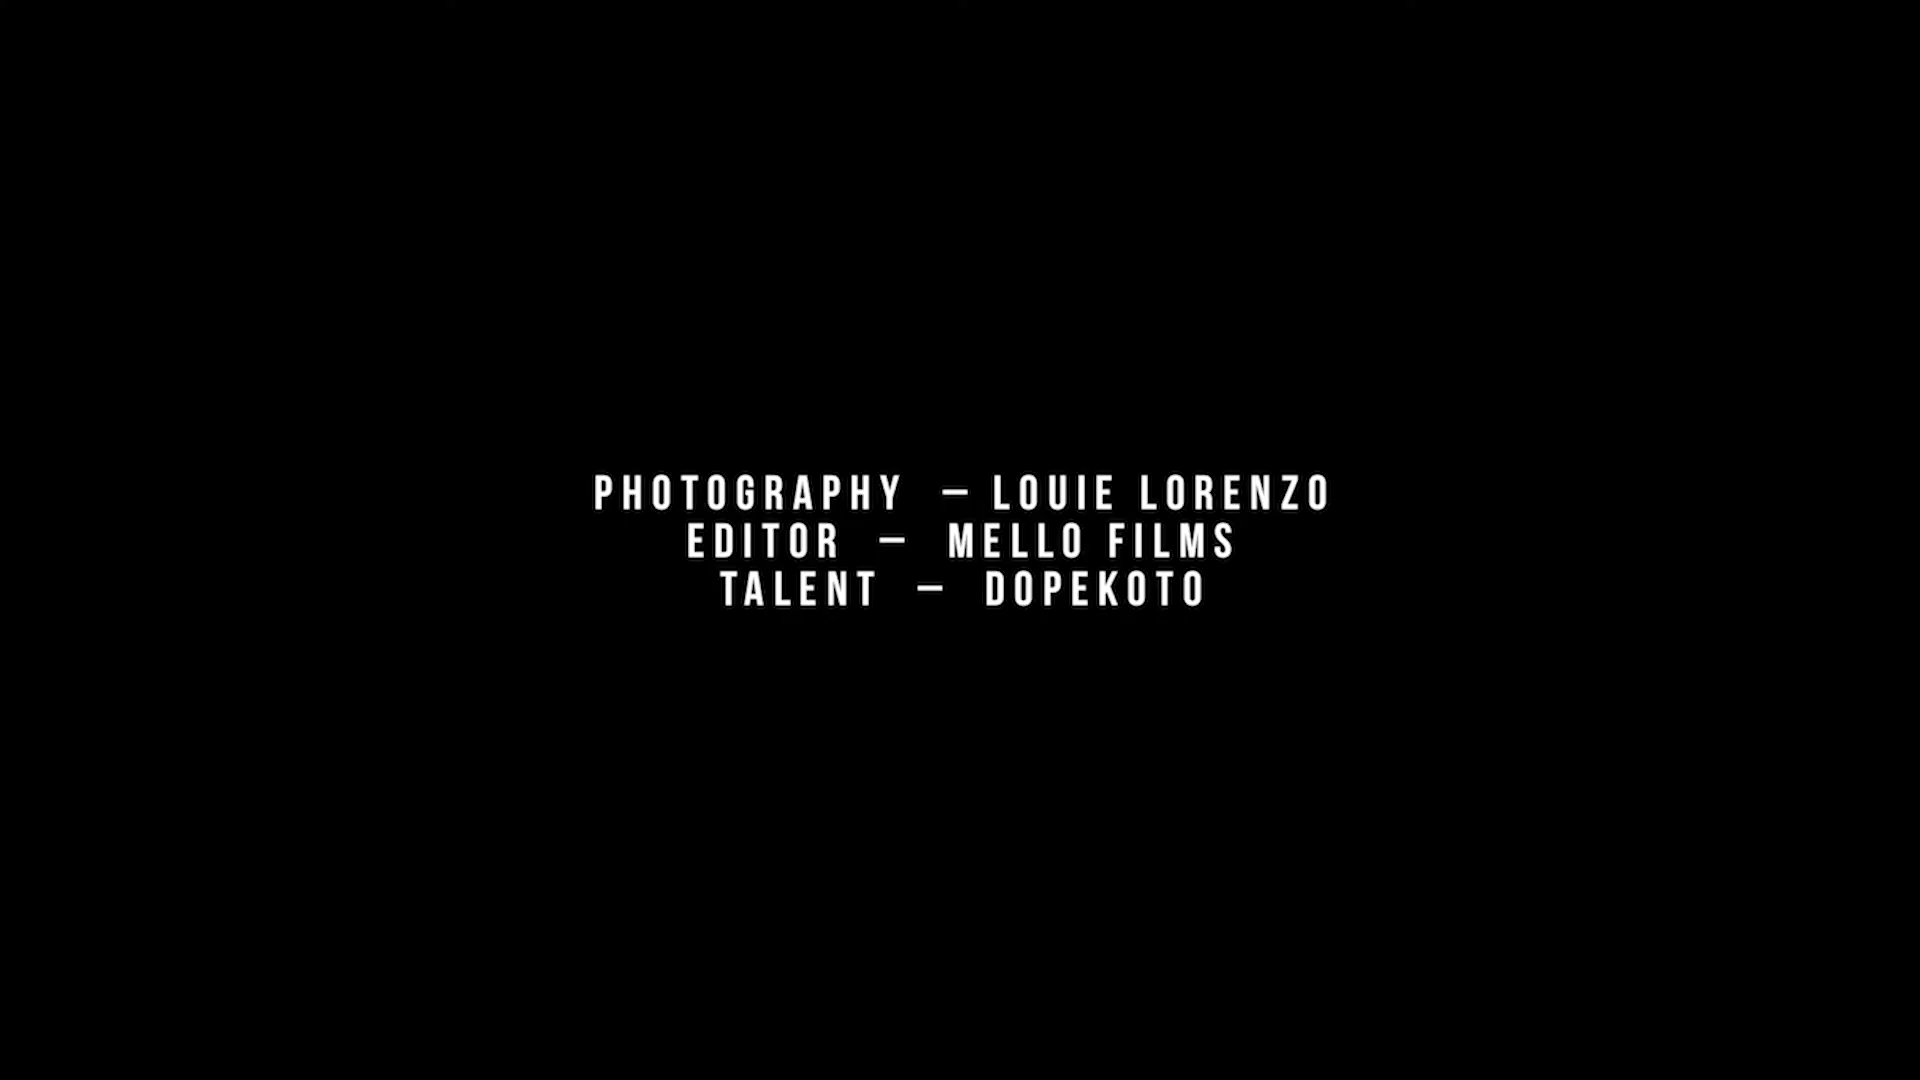 PHOTOGRAPHY – LOUIE LORENZO
EDITOR – MELLO FILMS
TALENT – DOPEKOTO